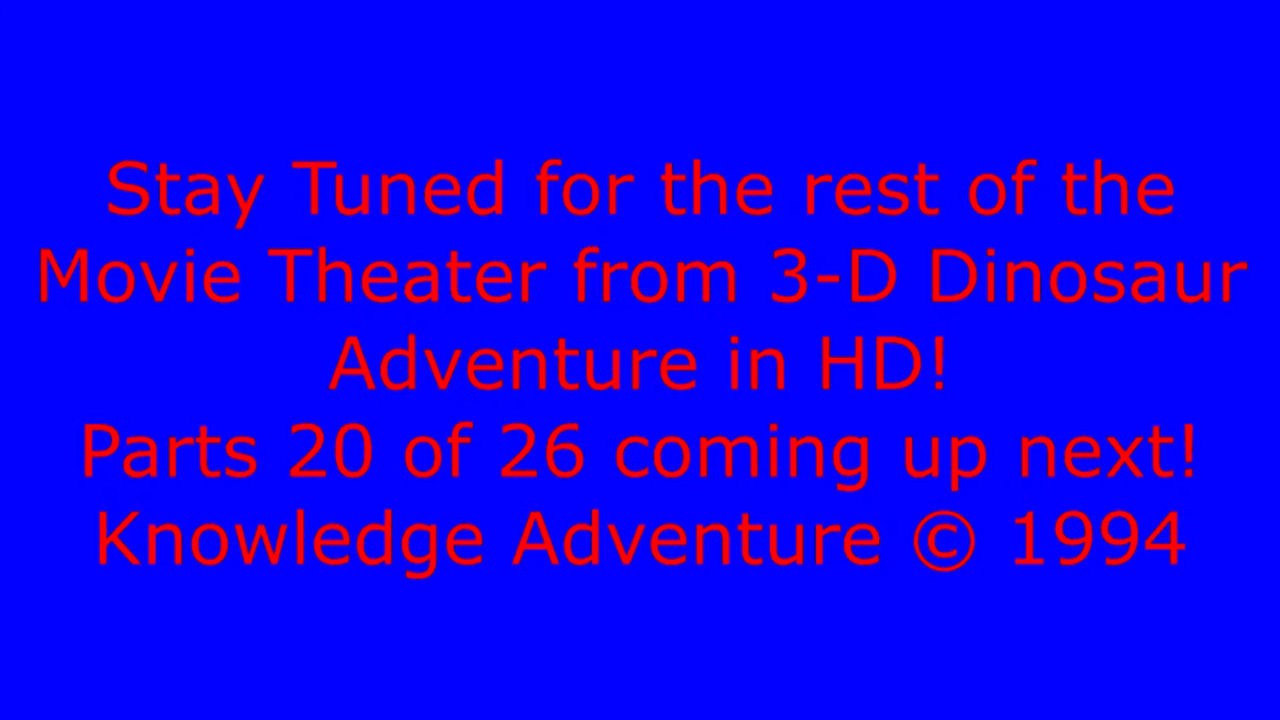 Stay Tuned for the rest of the
Movie Theater from 3-D Dinosaur
Adventure in HD!
Parts 20 of 26 coming up next!
Knowledge Adventure © 1994